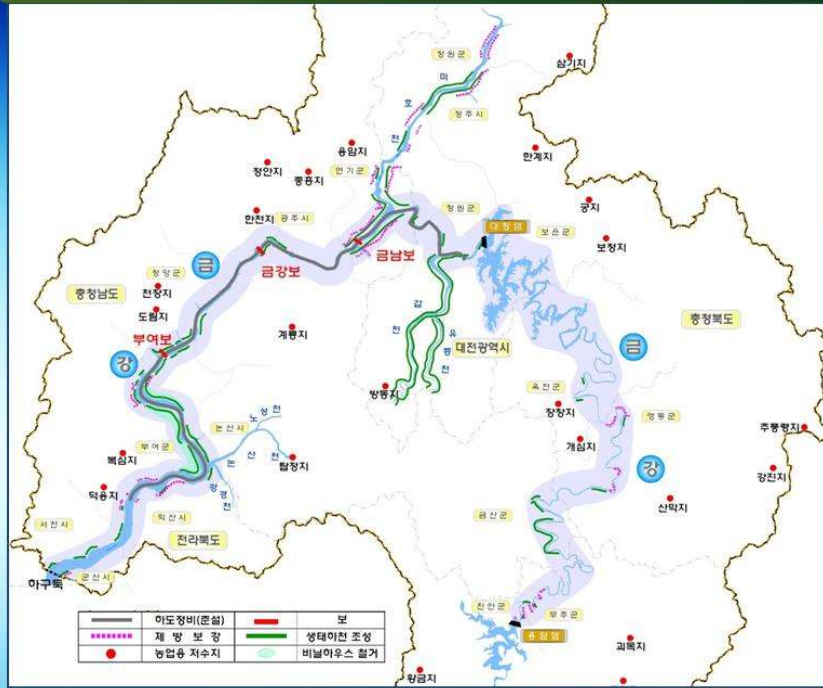 청원군
삼기지
미
호
천
청주시
용암지
한계지
정안지
중흥지
연기군
궁지
한천지
공주시
청원군
대청댐
보은군
보청지
금남보
금강보
금
청양군
충청남도
천장지
도림지
계룡지
갑
천
유
등
천
대전광역시
충청북도
금
부여보
강
방동지
옥천군
장창지
영동군
추풍령지
개심지
논산시
노성천
부여군
복심지
탑정지
논
산
천
강경천
강
강진지
덕용지
산막지
금산군
서천시
익산시
전라북도
하구둑
군산시
진안군
무주군
용담댐
괴목지
황금지
하도정비(준설)
보
제 방 보 강
생태하천 조성
농업용 저수지
비닐하우스 철거